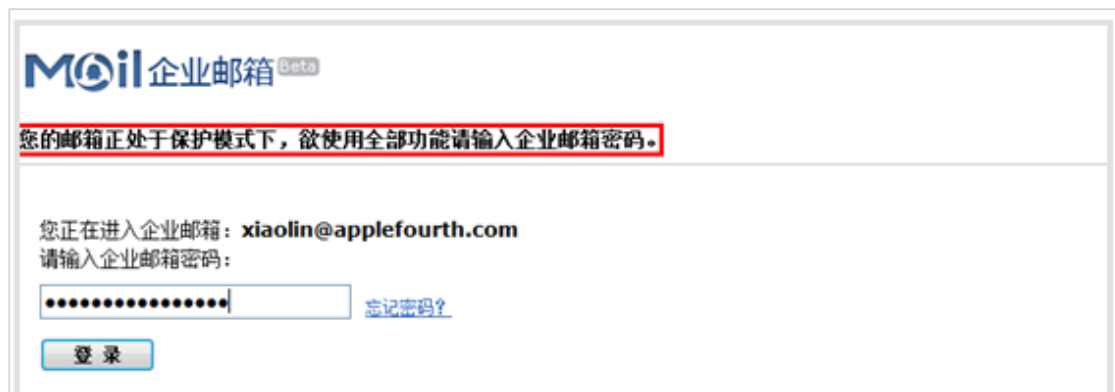 Mail企业邮箱 Beta
您的邮箱正处于保护模式下，欲使用全部功能请输入企业邮箱密码。
您正在进入企业邮箱：xiaolin@applefourth.com
请输入企业邮箱密码：
忘记密码？
登 录